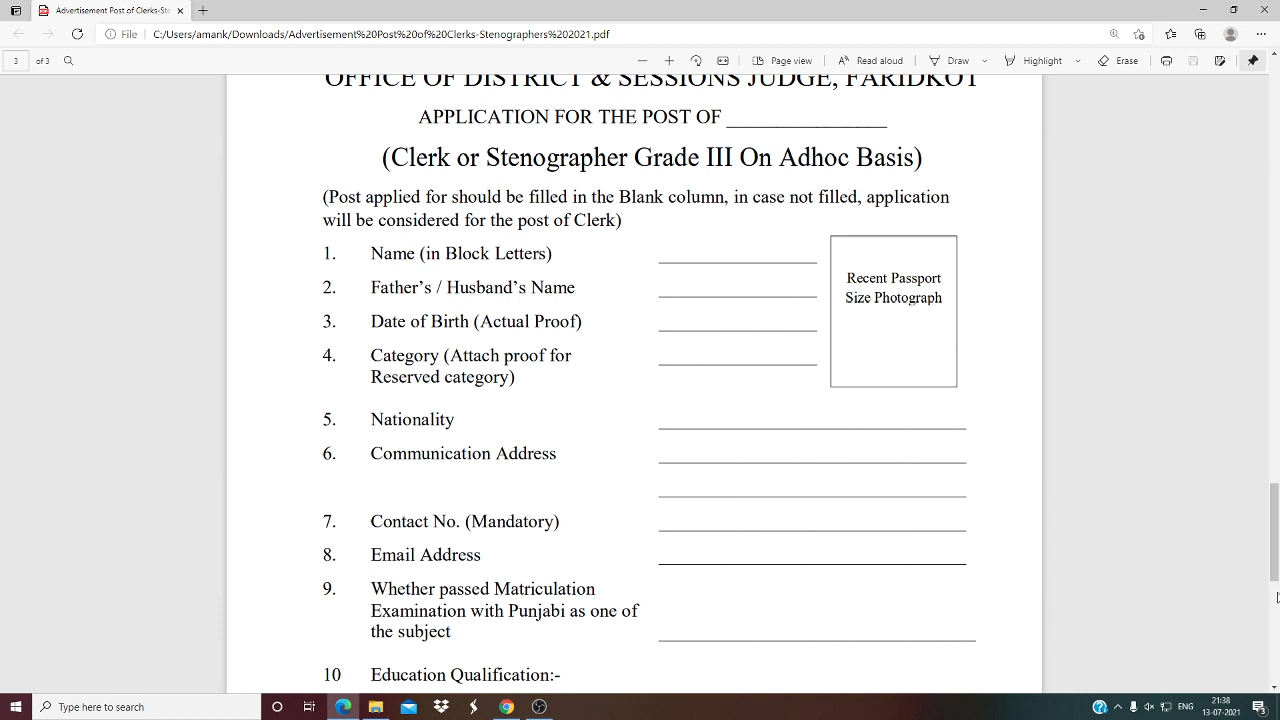 Advertisement Post of Clerks-Ste
File C:/Users/amank/Downloads/Advertisement%20Post%20of%20Clerks-Stenographers%202021.pdf
3 of 3 Page view Read aloud Draw Highlight Erase
OFFICE OF DISTRICT & SESSIONS JUDGE, FARIDKOT
APPLICATION FOR THE POST OF ________________
(Clerk or Stenographer Grade III On Adhoc Basis)
(Post applied for should be filled in the Blank column, in case not filled, application
will be considered for the post of Clerk)
1. Name (in Block Letters)
2. Father's / Husband's Name
3. Date of Birth (Actual Proof)
4. Category (Attach proof for
Reserved category)
Recent Passport
Size Photograph
5. Nationality
6. Communication Address
7. Contact No. (Mandatory)
8. Email Address
9. Whether passed Matriculation
Examination with Punjabi as one of
the subject
10 Education Qualification:-
Type here to search
ENG
21:38
13-07-2021
3